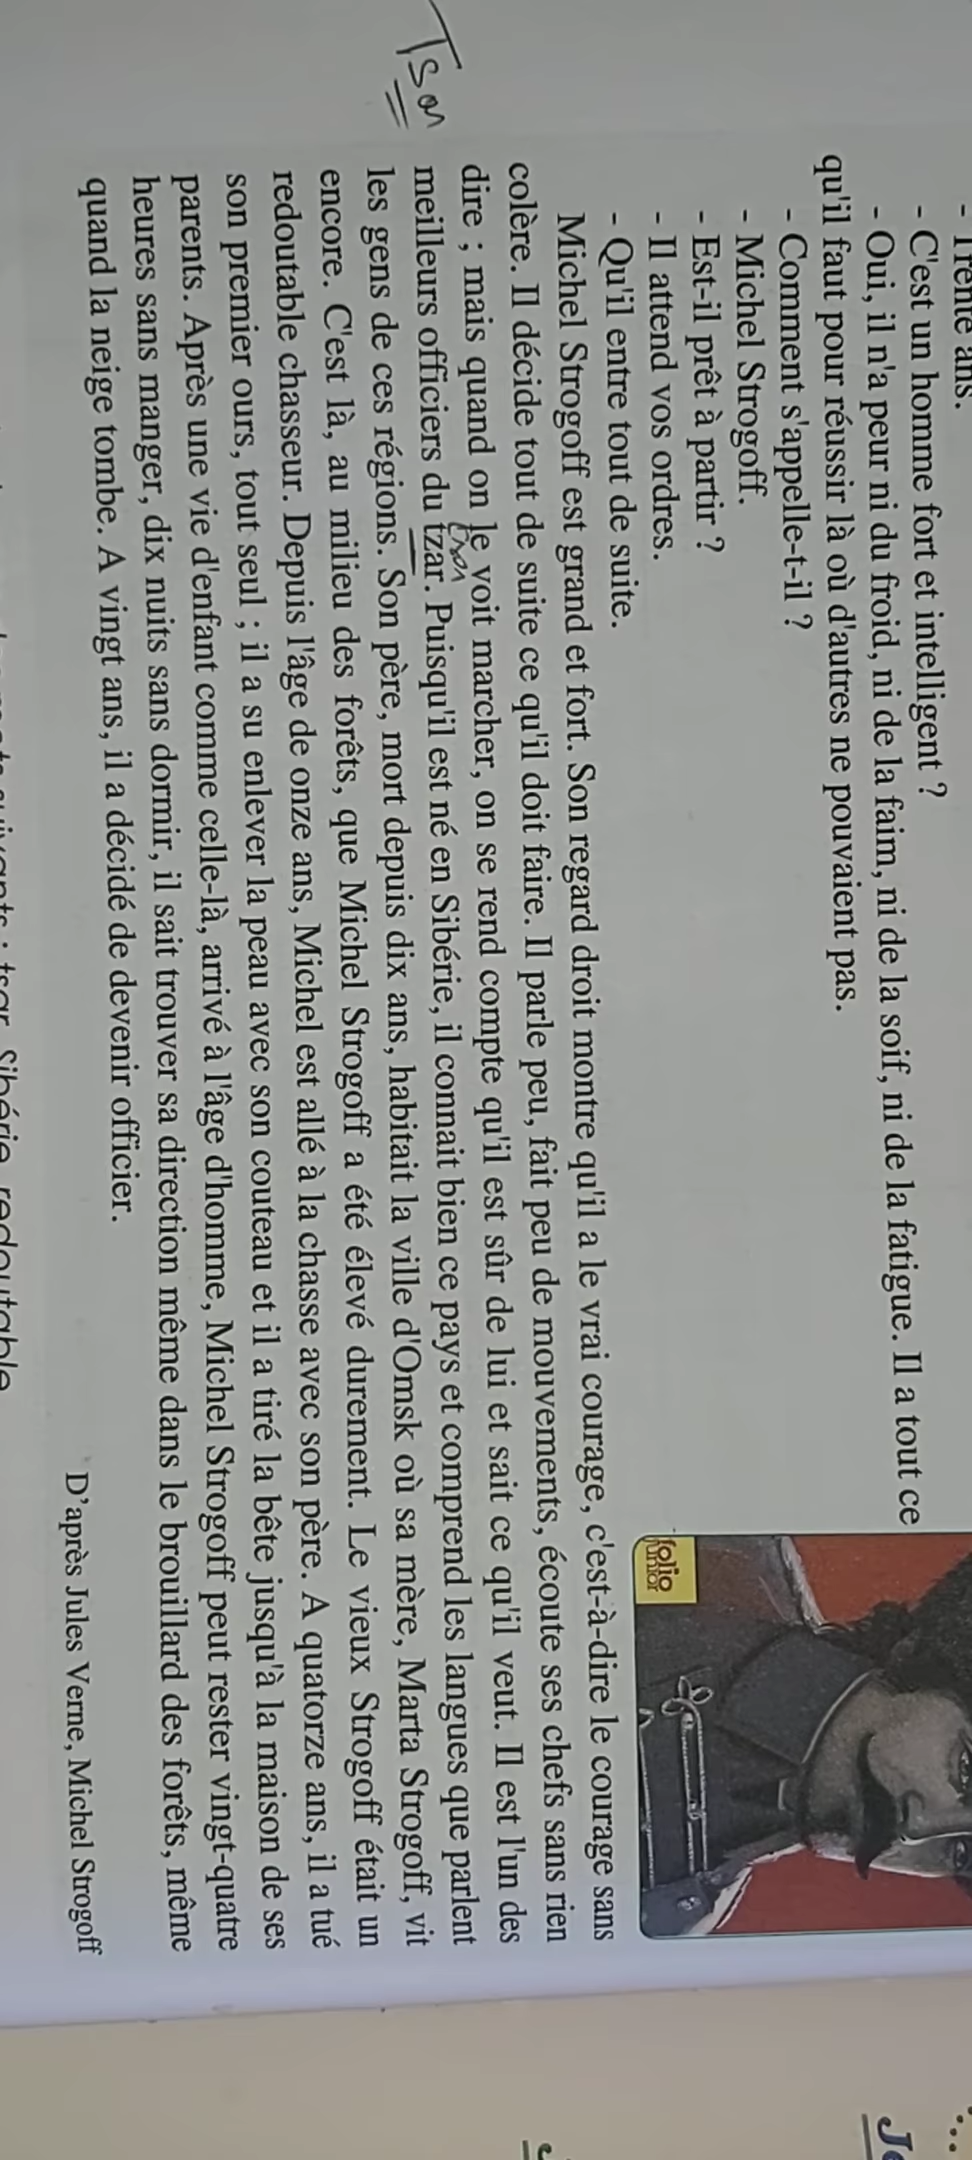 - Trente ans.
- C'est un homme fort et intelligent ?
- Oui, il n'a peur ni du froid, ni de la faim, ni de la soif, ni de la fatigue. Il a tout ce
qu'il faut pour réussir là où d'autres ne pouvaient pas.
- Comment s'appelle-t-il ?
- Michel Strogoff.
- Est-il prêt à partir ?
- Il attend vos ordres.
- Qu'il entre tout de suite.
Michel Strogoff est grand et fort. Son regard droit montre qu'il a le vrai courage, c'est-à-dire le courage sans
colère. Il décide tout de suite ce qu'il doit faire. Il parle peu, fait peu de mouvements, écoute ses chefs sans rien
dire ; mais quand on le voit marcher, on se rend compte qu'il est sûr de lui et sait ce qu'il veut. Il est l'un des
meilleurs officiers du tzar. Puisqu'il est né en Sibérie, il connait bien ce pays et comprend les langues que parlent
les gens de ces régions. Son père, mort depuis dix ans, habitait la ville d'Omsk où sa mère, Marta Strogoff, vit
encore. C'est là, au milieu des forêts, que Michel Strogoff a été élevé durement. Le vieux Strogoff était un
redoutable chasseur. Depuis l'âge de onze ans, Michel est allé à la chasse avec son père. A quatorze ans, il a tué
son premier ours, tout seul ; il a su enlever la peau avec son couteau et il a tiré la bête jusqu'à la maison de ses
parents. Après une vie d'enfant comme celle-là, arrivé à l'âge d'homme, Michel Strogoff peut rester vingt-quatre
heures sans manger, dix nuits sans dormir, il sait trouver sa direction même dans le brouillard des forêts, même
quand la neige tombe. A vingt ans, il a décidé de devenir officier.
D'après Jules Verne, Michel Strogoff
folio
junior
Tsar
suivants : tsar, Sibérie, redoutable